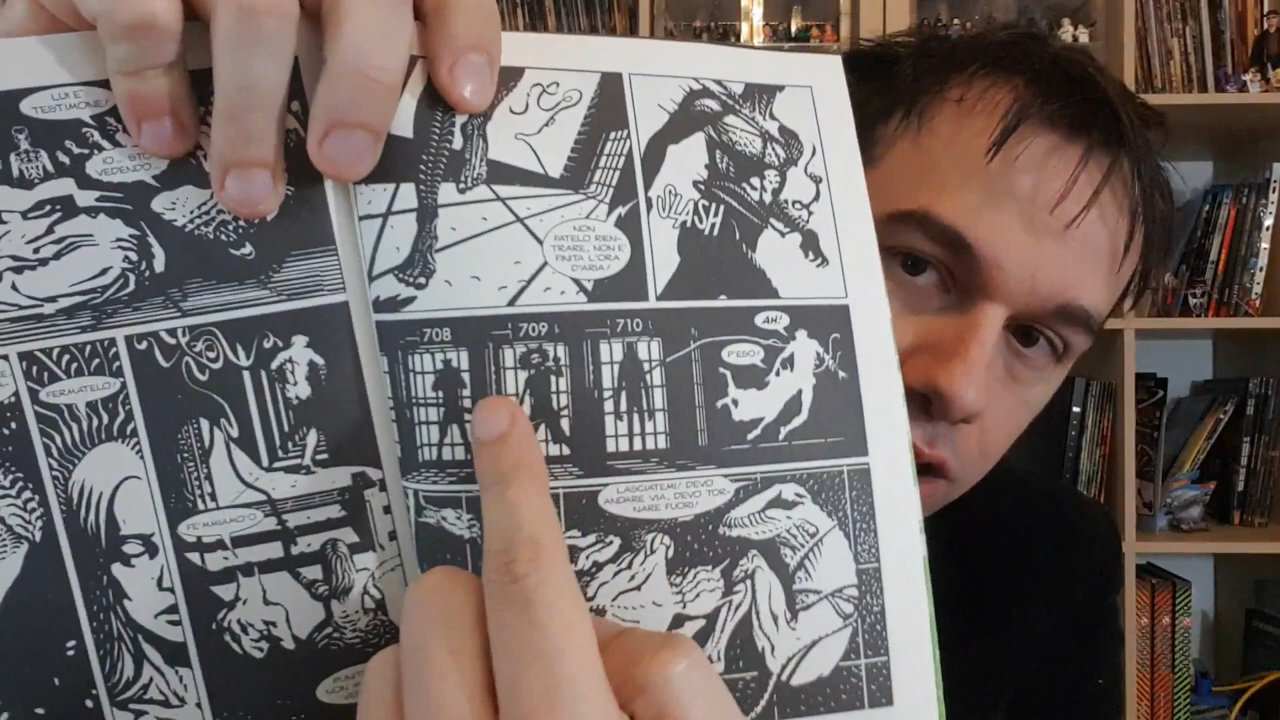 LUI E'
TESTIMONE!
IO... STO
VEDENDO...
FERMATELO!
FE'MMIAMO'O
NON
FATELO RIEN-
TRARE, NON E'
FINITA L'ORA
D'ARIA!
SLASH
708
709
710
AH!
P'ESO!
LASCIATEMI! DEVO
ANDARE VIA, DEVO TOR-
NARE FUORI!
NON